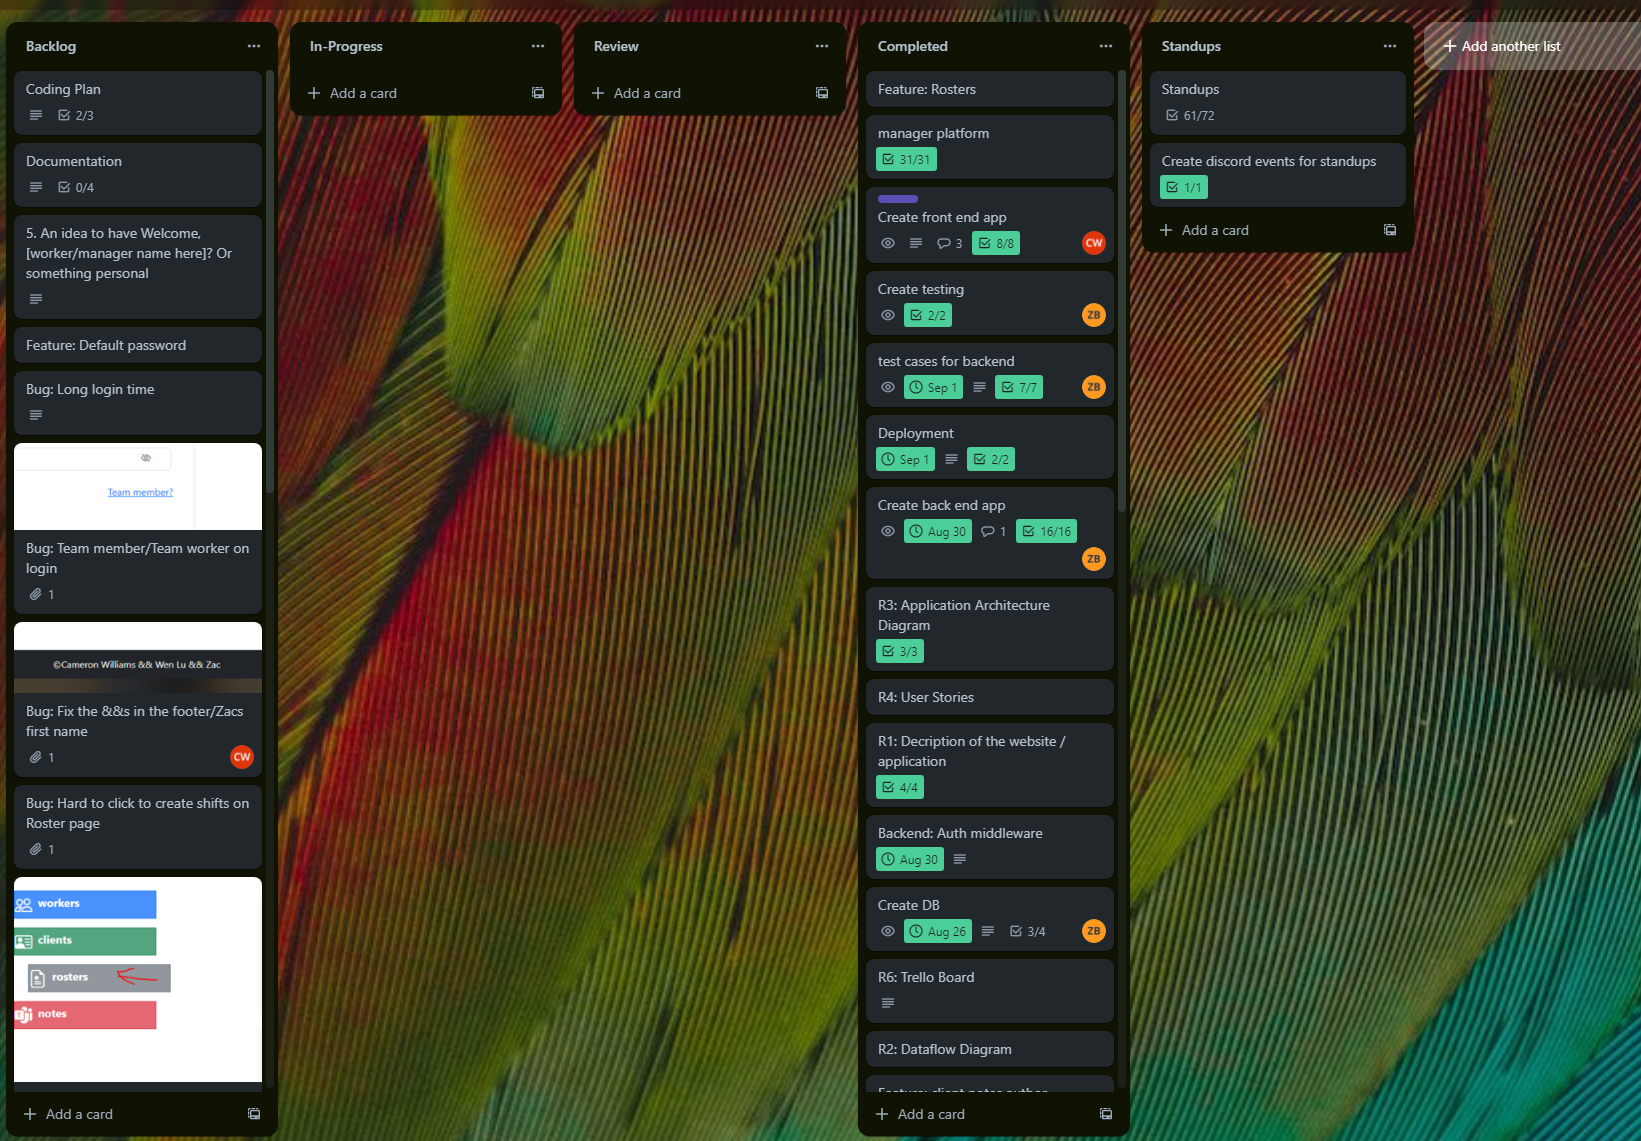 Backlog
Coding Plan
2/3
Documentation
0/4
5. An idea to have Welcome,
[worker/manager name here]? Or
something personal
Feature: Default password
Bug: Long login time
Team member?
Bug: Team member/Team worker on
login
1
©Cameron Williams && Wen Lu && Zac
Bug: Fix the &&s in the footer/Zacs
first name
1
CW
Bug: Hard to click to create shifts on
Roster page
1
workers
clients
rosters
notes
Add a card
In-Progress
Add a card
Review
Add a card
Completed
Feature: Rosters
manager platform
31/31
Create front end app
3
8/8
CW
Create testing
2/2
ZB
test cases for backend
Sep 1
7/7
ZB
Deployment
Sep 1
2/2
Create back end app
Aug 30
1
16/16
ZB
R3: Application Architecture
Diagram
3/3
R4: User Stories
R1: Decription of the website /
application
4/4
Backend: Auth middleware
Aug 30
Create DB
Aug 26
3/4
ZB
R6: Trello Board
R2: Dataflow Diagram
Feature: client notes author
Add a card
Standups
Standups
61/72
Create discord events for standups
1/1
Add a card
Add another list